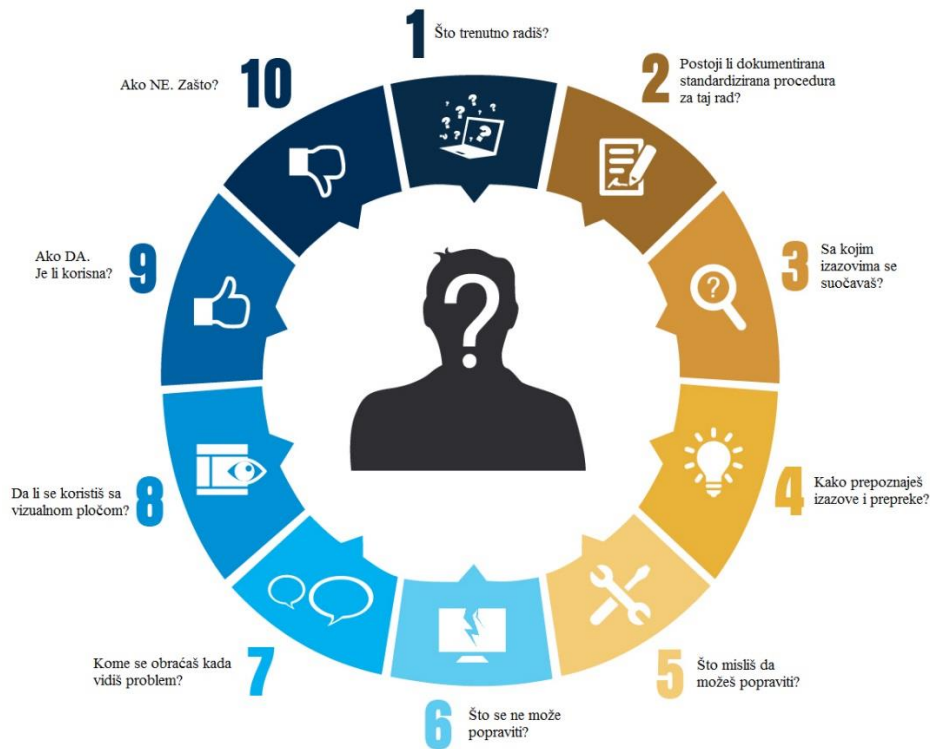 1
Što trenutno radiš?
2
Postoji li dokumentirana
standardizirana procedura
za taj rad?
3
Sa kojim
izazovima se
suočavaš?
4
Kako prepoznaješ
izazove i prepreke?
5
Što misliš da
možeš popraviti?
6
Što se ne može
popraviti?
7
Kome se obraćaš kada
vidiš problem?
8
Da li se koristiš sa
vizualnom pločom?
9
Ako DA.
Je li korisna?
10
Ako NE. Zašto?